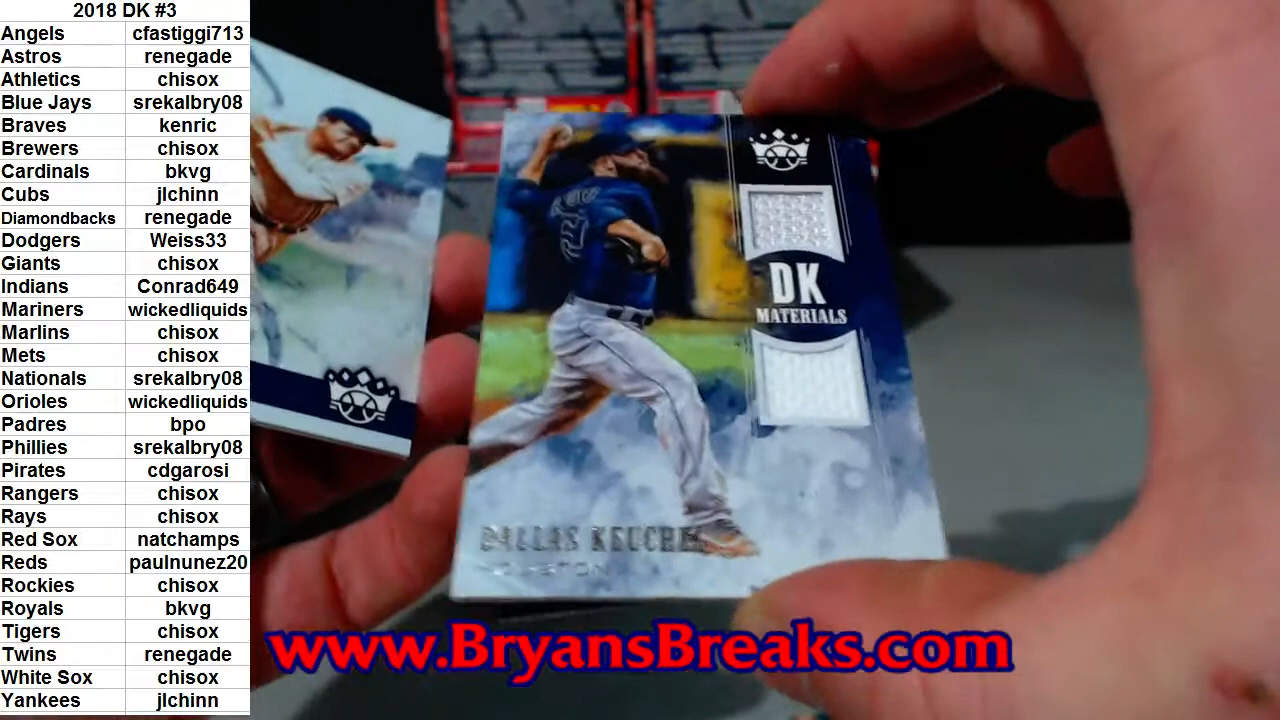 2018 DK #3
Angels cfastiggi713
Astros renegade
Athletics chisox
Blue Jays srekalbry08
Braves kenric
Brewers chisox
Cardinals bkvg
Cubs jlchinn
Diamondbacks renegade
Dodgers Weiss33
Giants chisox
Indians Conrad649
Mariners wickedliquids
Marlins chisox
Mets chisox
Nationals srekalbry08
Orioles wickedliquids
Padres bpo
Phillies srekalbry08
Pirates cdgarosi
Rangers chisox
Rays chisox
Red Sox natchamps
Reds paulnunez20
Rockies chisox
Royals bkvg
Tigers chisox
Twins renegade
White Sox chisox
Yankees jlchinn
DK
MATERIALS
DALLAS KEUCHEL
HOUSTON
www.BryansBreaks.com